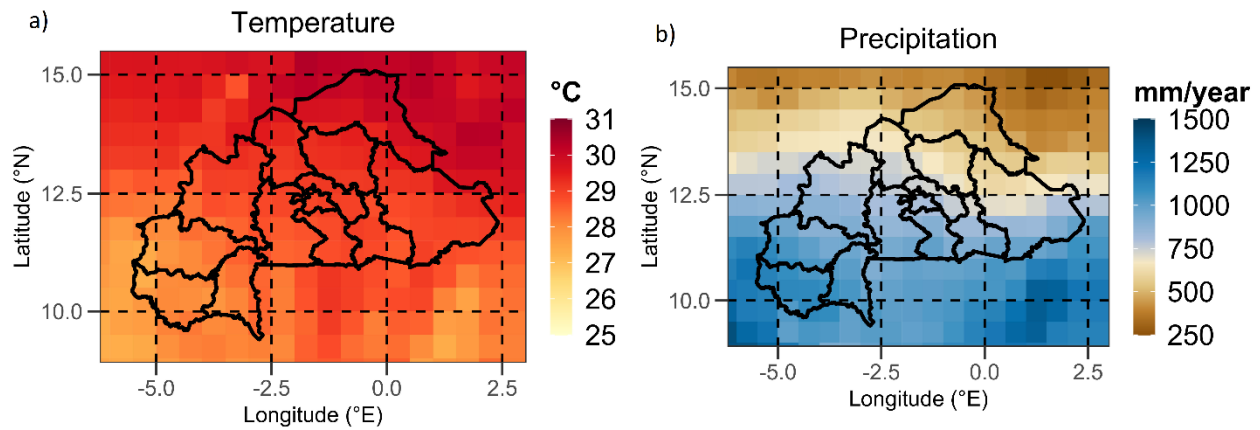 a)
Temperature
15.0
12.5
10.0
Latitude (°N)
-5.0
-2.5
0.0
2.5
Longitude (°E)
°C
31
30
29
28
27
26
25
b)
Precipitation
15.0
12.5
10.0
Latitude (°N)
-5.0
-2.5
0.0
2.5
Longitude (°E)
mm/year
1500
1250
1000
750
500
250